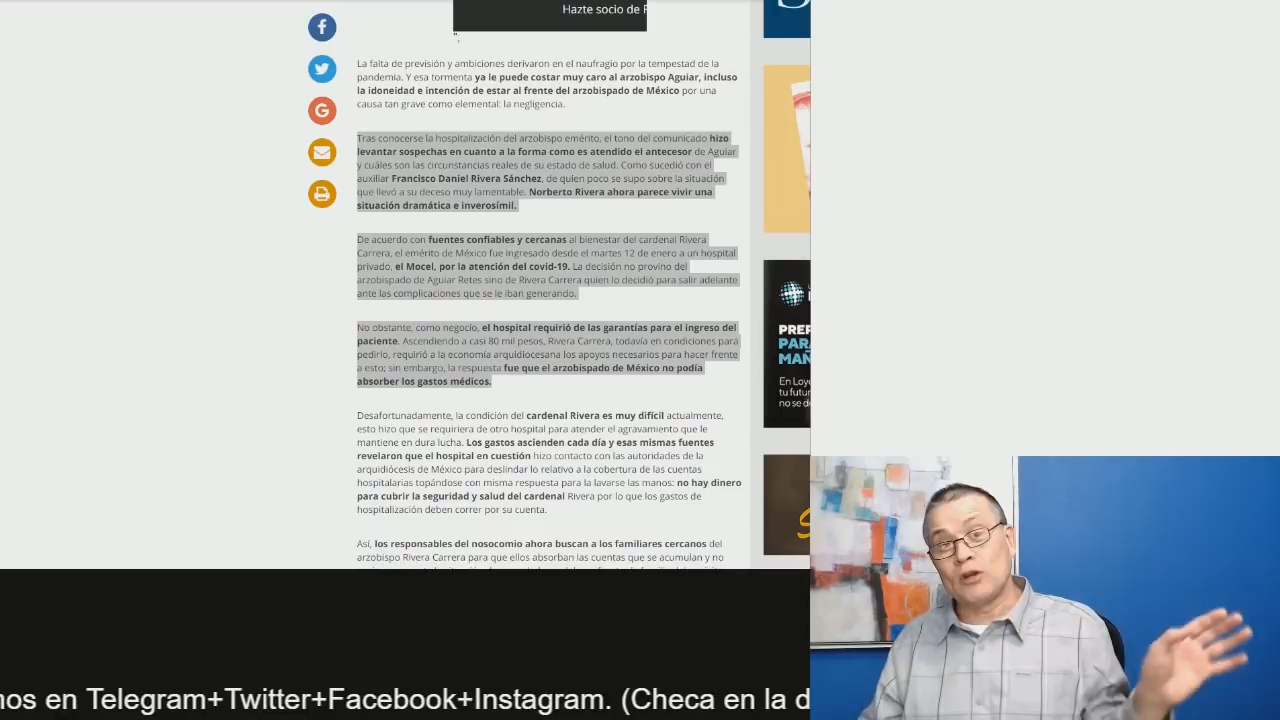 Hazte socio de
";
La falta de previsión y ambiciones derivaron en el naufragio por la tempestad de la
pandemia. Y esa tormenta ya le puede costar muy caro al arzobispo Aguiar, incluso
la idoneidad e intención de estar al frente del arzobispado de México por una
causa tan grave como elemental: la negligencia.
Tras conocerse la hospitalización del arzobispo emérito, el tono del comunicado hizo
levantar sospechas en cuanto a la forma como es atendido el antecesor de Aguiar
y cuáles son las circunstancias reales de su estado de salud. Como sucedió con el
auxiliar Francisco Daniel Rivera Sánchez, de quien poco se supo sobre la situación
que llevó a su deceso muy lamentable. Norberto Rivera ahora parece vivir una
situación dramática e inverosímil.
De acuerdo con fuentes confiables y cercanas al bienestar del cardenal Rivera
Carrera, el emérito de México fue ingresado desde el martes 12 de enero a un hospital
privado, el Mocel, por la atención del covid-19. La decisión no provino del
arzobispado de Aguiar Retes sino de Rivera Carrera quien lo decidió para salir adelante
ante las complicaciones que se le iban generando.
No obstante, como negocio, el hospital requirió de las garantías para el ingreso del
paciente. Ascendiendo a casi 80 mil pesos, Rivera Carrera, todavía en condiciones para
pedirlo, requirió a la economía arquidiocesana los apoyos necesarios para hacer frente
a esto; sin embargo, la respuesta fue que el arzobispado de México no podía
absorber los gastos médicos.
Desafortunadamente, la condición del cardenal Rivera es muy difícil actualmente,
esto hizo que se requiriera de otro hospital para atender el agravamiento que le
mantiene en dura lucha. Los gastos ascienden cada día y esas mismas fuentes
revelaron que el hospital en cuestión hizo contacto con las autoridades de la
arquidiócesis de México para deslindar lo relativo a la cobertura de las cuentas
hospitalarias topándose con misma respuesta para la lavarse las manos: no hay dinero
para cubrir la seguridad y salud del cardenal Rivera por lo que los gastos de
hospitalización deben correr por su cuenta.
Así, los responsables del nosocomio ahora buscan a los familiares cercanos del
arzobispo Rivera Carrera para que ellos absorban las cuentas que se acumulan y no
PREP
PARA
MAÑ
En Loyo
tu futur
no se de
nos en Telegram+Twitter+Facebook+Instagram. (Checa en la d